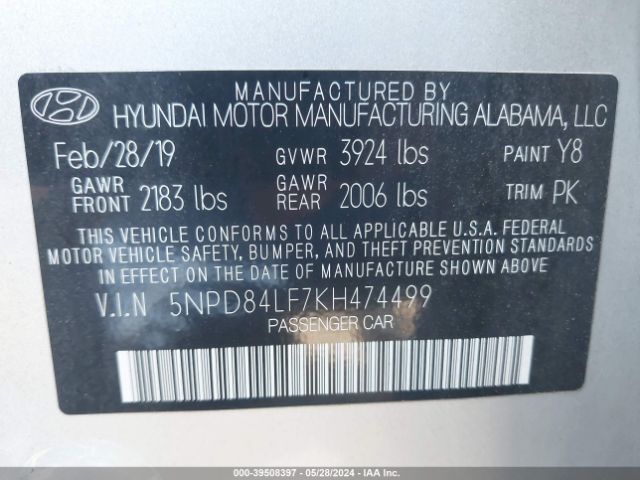 MANUFACTURED BY
HYUNDAI MOTOR MANUFACTURING ALABAMA, LLC
Feb/28/19 GVWR 3924 lbs PAINT Y8
GAWR FRONT 2183 lbs GAWR REAR 2006 lbs TRIM PK
THIS VEHICLE CONFORMS TO ALL APPLICABLE U.S.A. FEDERAL
MOTOR VEHICLE SAFETY, BUMPER, AND THEFT PREVENTION STANDARDS
IN EFFECT ON THE DATE OF MANUFACTURE SHOWN ABOVE
V.I.N 5NPD84LF7KH474499
PASSENGER CAR
000-39508397 - 05/28/2024 - IAA Inc.